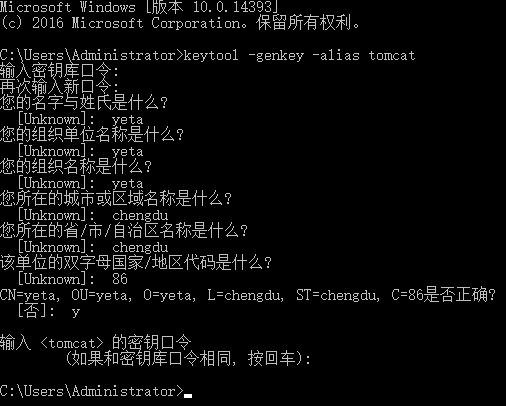 Microsoft Windows [版本 10.0.14393]
(c) 2016 Microsoft Corporation。保留所有权利。
C:\Users\Administrator>keytool -genkey -alias tomcat
输入密钥库口令:
再次输入新口令:
您的名字与姓氏是什么?
[Unknown]:  yeta
您的组织单位名称是什么?
[Unknown]:  yeta
您的组织名称是什么?
[Unknown]:  yeta
您所在的城市或区域名称是什么?
[Unknown]:  chengdu
您所在的省/市/自治区名称是什么?
[Unknown]:  chengdu
该单位的双字母国家/地区代码是什么?
[Unknown]:  86
CN=yeta, OU=yeta, O=yeta, L=chengdu, ST=chengdu, C=86是否正确?
[否]:  y
输入 <tomcat> 的密钥口令
(如果和密钥库口令相同, 按回车):
C:\Users\Administrator>